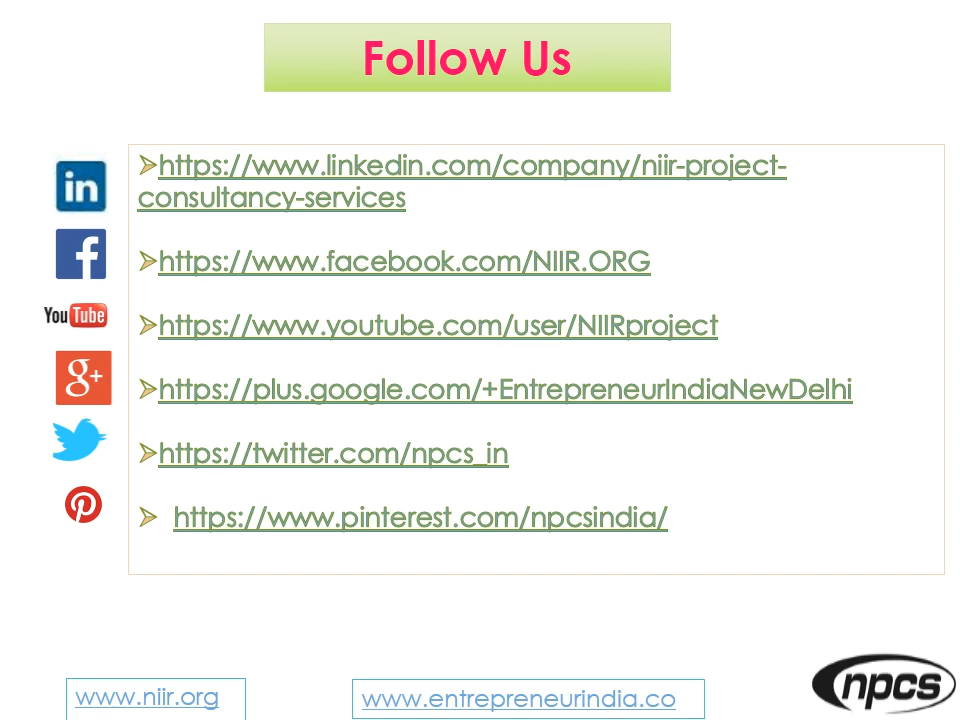 Follow Us
in
➢https://www.linkedin.com/company/niir-project-
consultancy-services
f
➢https://www.facebook.com/NIIR.ORG
YouTube
➢https://www.youtube.com/user/NIIRproject
g+
➢https://plus.google.com/+EntrepreneurIndiaNewDelhi
➢https://twitter.com/npcs_in
➢ https://www.pinterest.com/npcsindia/
www.niir.org
www.entrepreneurindia.co
npcs